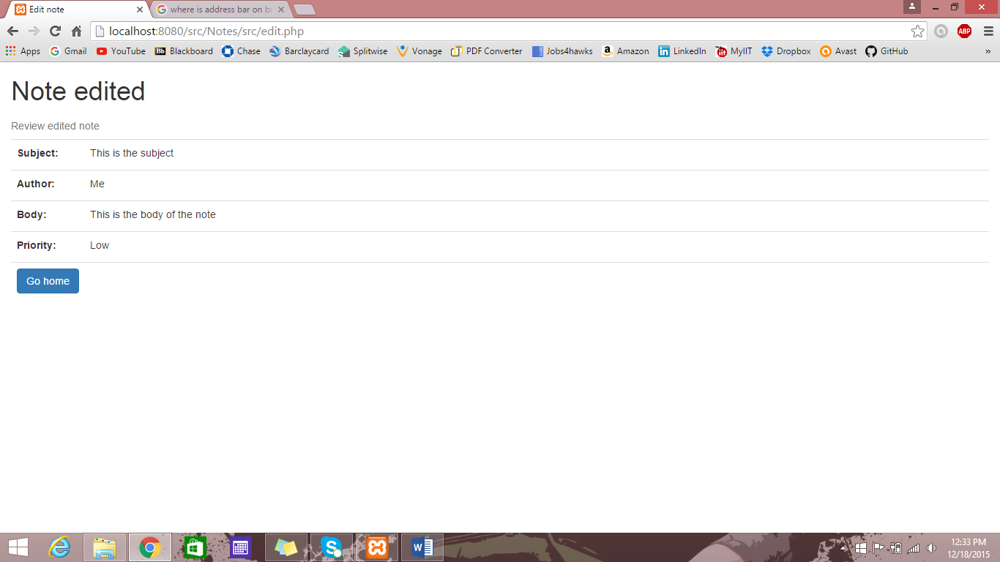 Edit note
where is address bar on b
localhost:8080/src/Notes/src/edit.php
ABP
Apps Gmail YouTube Bb Blackboard Chase Barclaycard Splitwise Vonage PDF Converter Jobs4hawks a Amazon in LinkedIn MyIIT Dropbox Avast GitHub »
Note edited
Review edited note
Subject: This is the subject
Author: Me
Body: This is the body of the note
Priority: Low
Go home
12:33 PM
12/18/2015